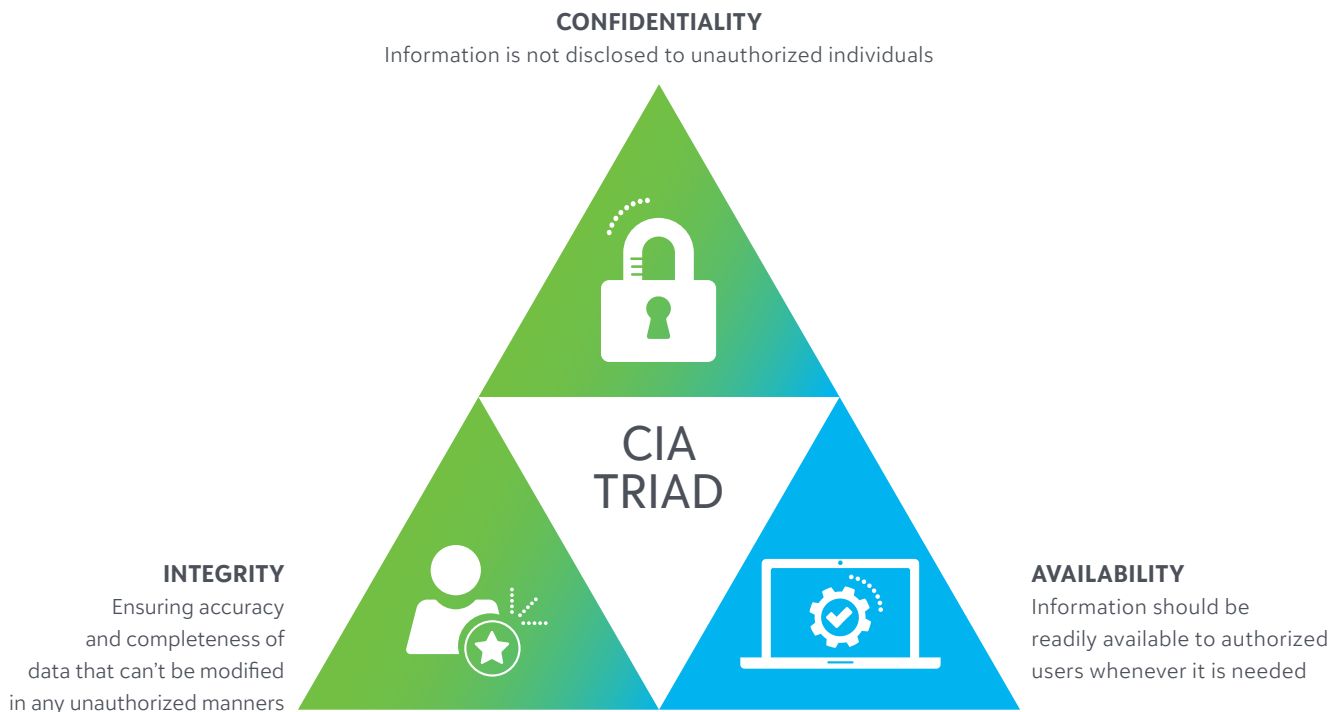 CONFIDENTIALITY
Information is not disclosed to unauthorized individuals
CIA
TRIAD
INTEGRITY
Ensuring accuracy
and completeness of
data that can't be modified
in any unauthorized manners
AVAILABILITY
Information should be
readily available to authorized
users whenever it is needed